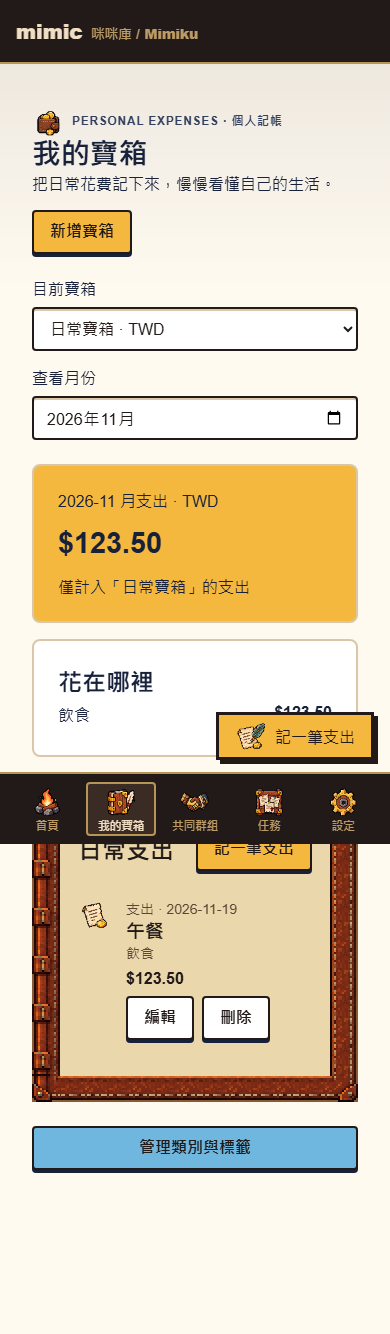 mimic 咪咪庫 / Mimiku
PERSONAL EXPENSES · 個人記帳
我的寶箱
把日常花費記下來，慢慢看懂自己的生活。
新增寶箱
目前寶箱
日常寶箱 · TWD
查看月份
2026年11月
2026-11 月支出 · TWD
$123.50
僅計入「日常寶箱」的支出
花在哪裡
飲食 $123.50
記一筆支出
首頁 我的寶箱 共同群組 任務 設定
日常支出 記一筆支出
支出 · 2026-11-19
午餐
飲食
$123.50
編輯 刪除
管理類別與標籤